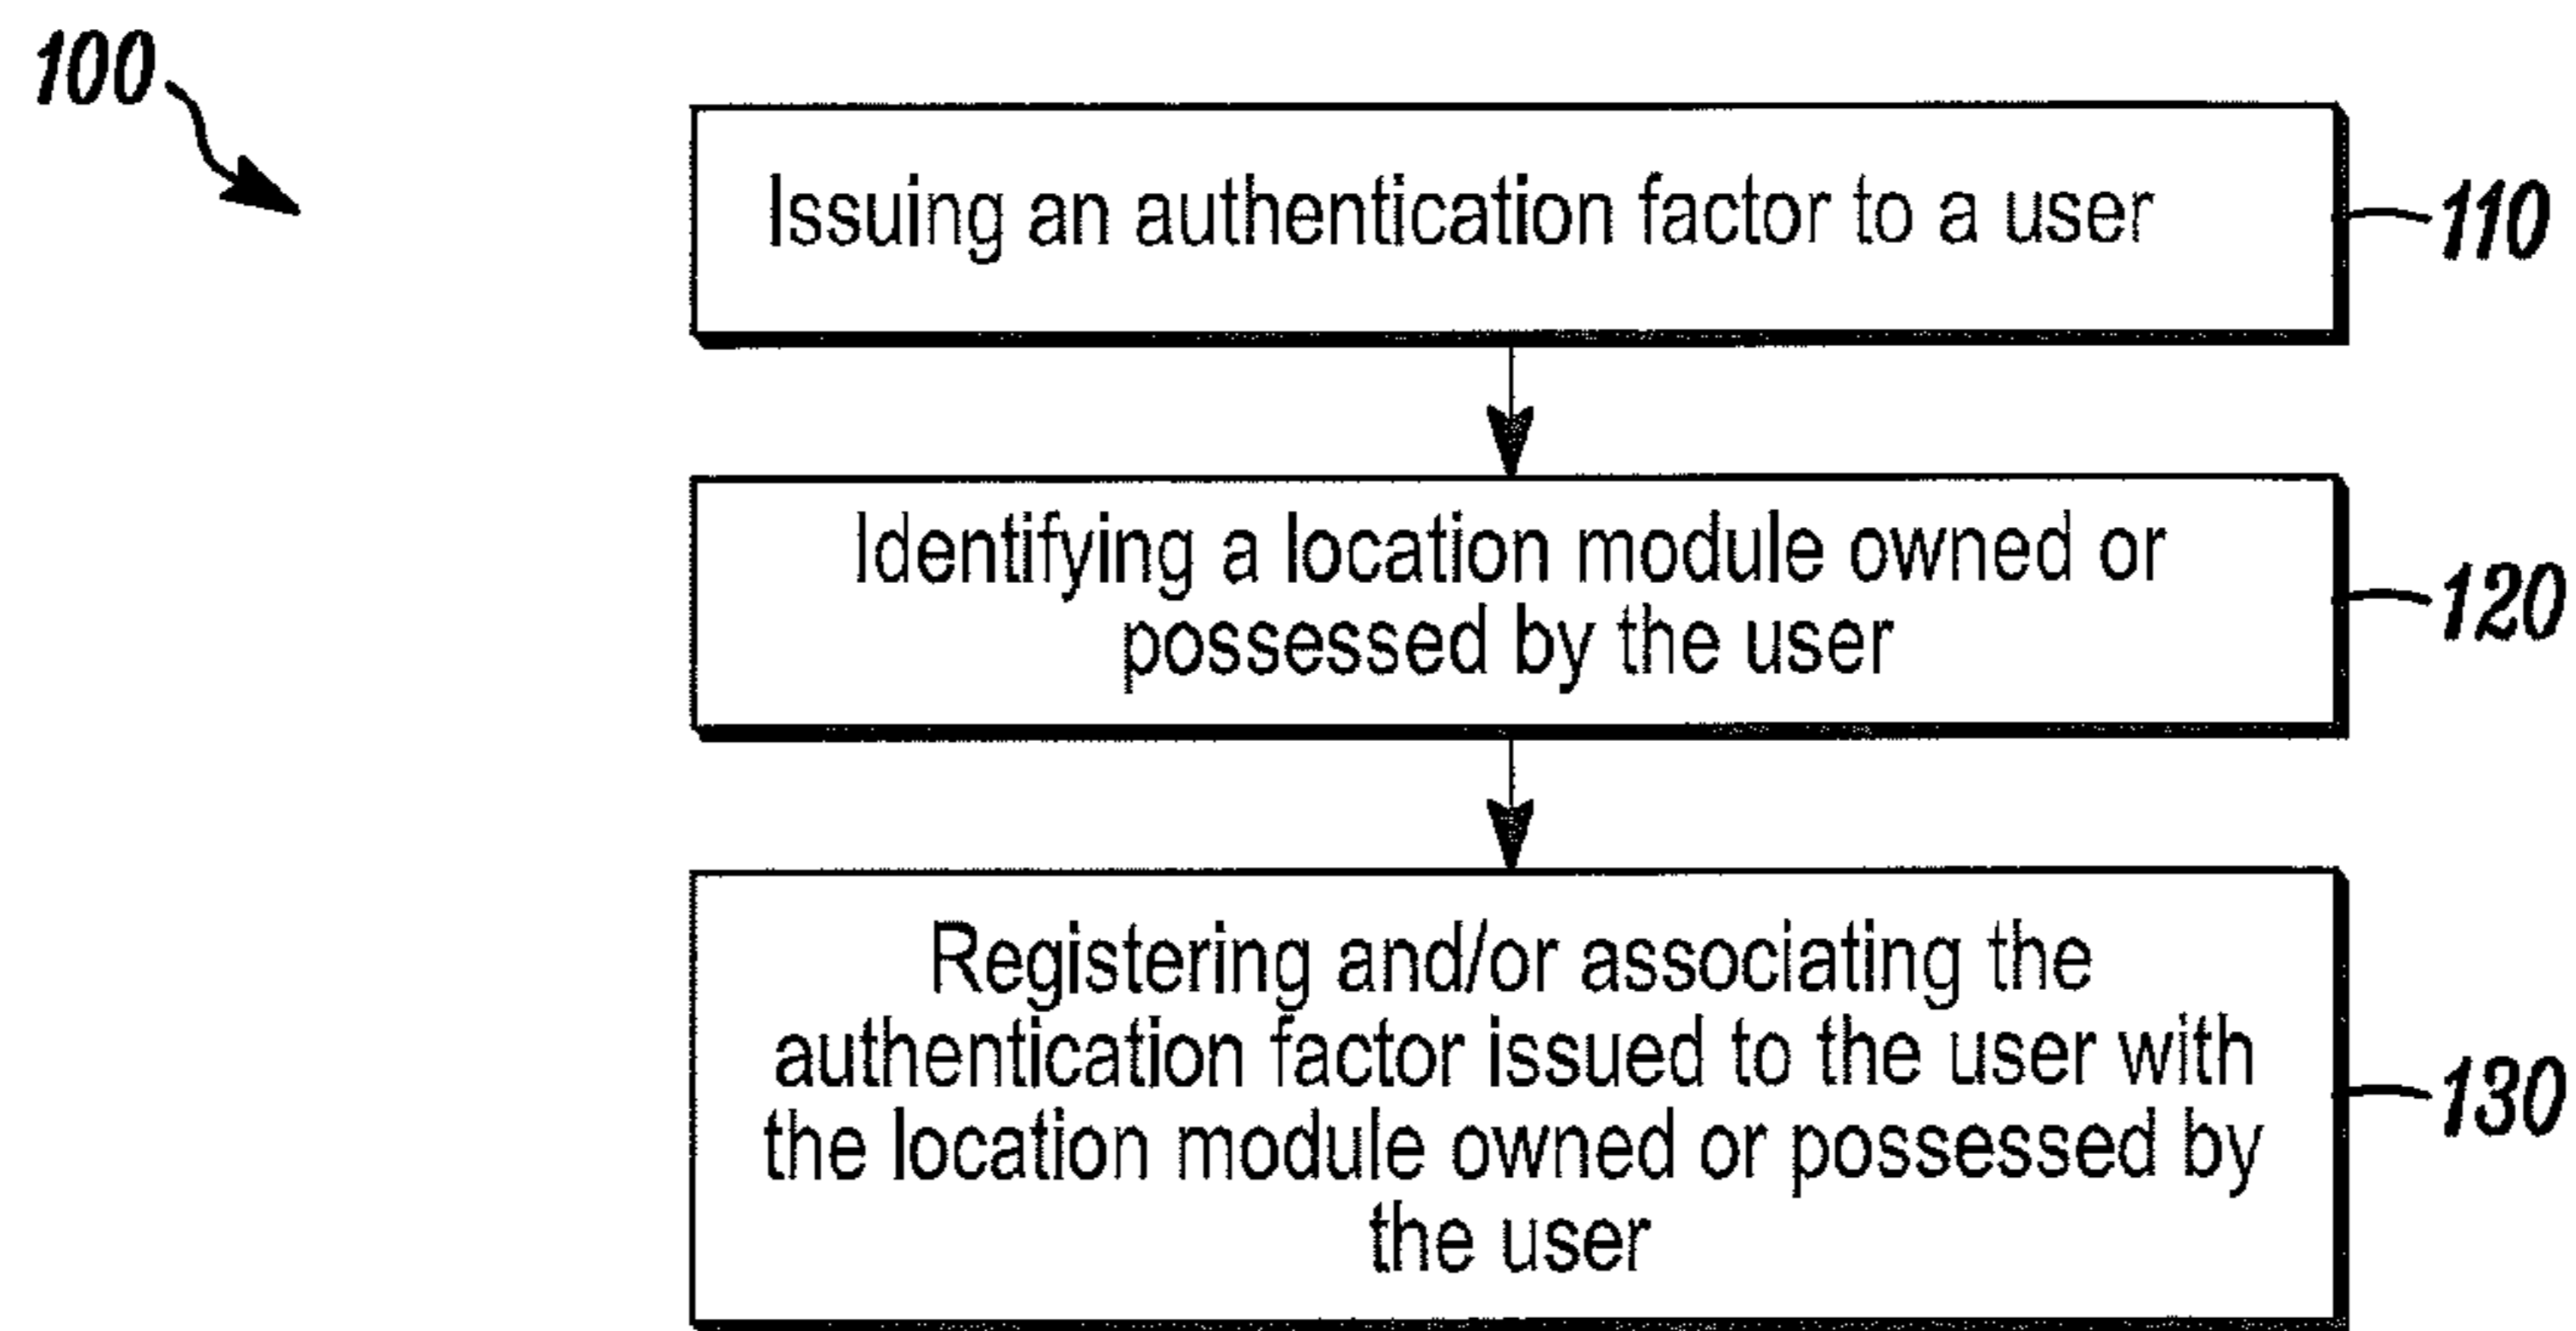 100
Issuing an authentication factor to a user
110
Identifying a location module owned or
possessed by the user
120
Registering and/or associating the
authentication factor issued to the user with
the location module owned or possessed by
the user
130